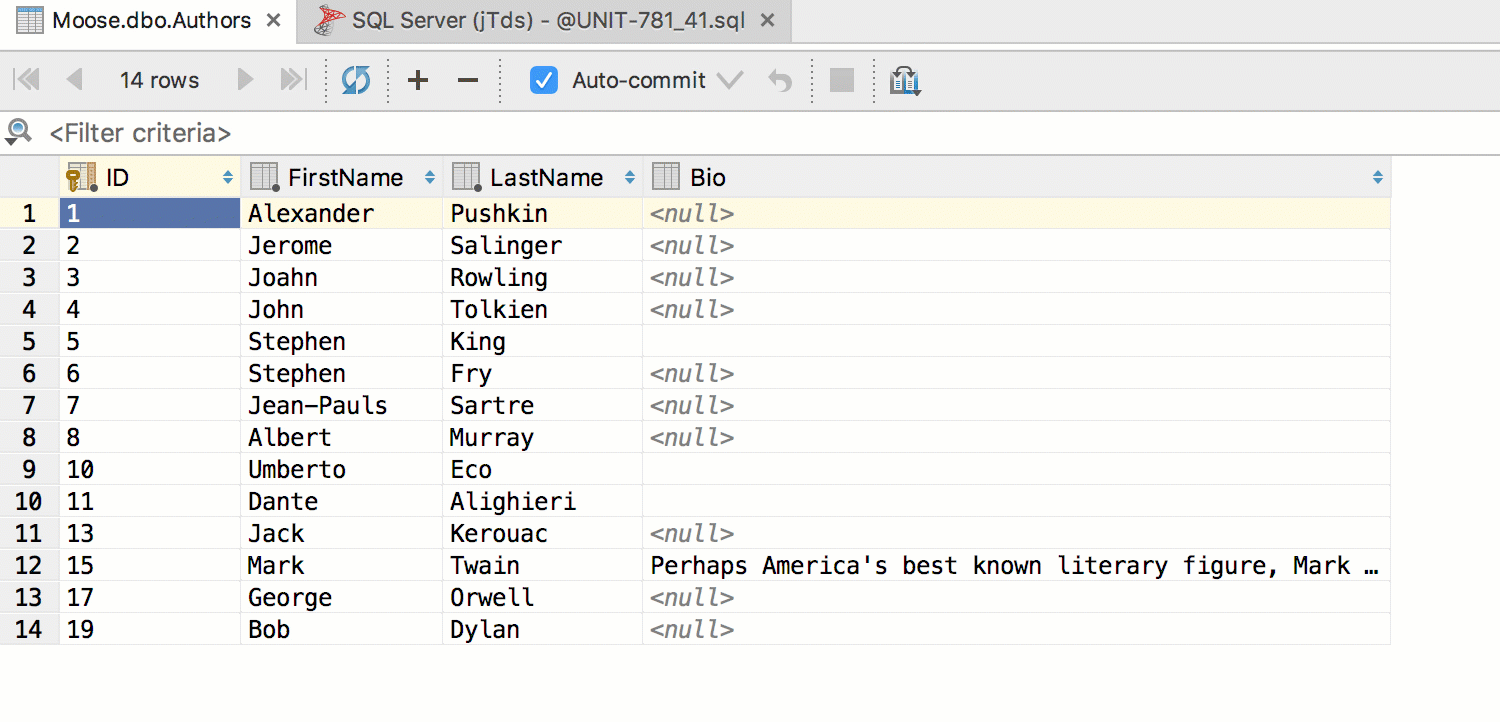 Moose.dbo.Authors SQL Server (jTds) - @UNIT-781_41.sql
14 rows Auto-commit
<Filter criteria>
ID FirstName LastName Bio
1 1 Alexander Pushkin <null>
2 2 Jerome Salinger <null>
3 3 Joahn Rowling <null>
4 4 John Tolkien <null>
5 5 Stephen King
6 6 Stephen Fry <null>
7 7 Jean-Pauls Sartre <null>
8 8 Albert Murray <null>
9 10 Umberto Eco
10 11 Dante Alighieri
11 13 Jack Kerouac <null>
12 15 Mark Twain Perhaps America's best known literary figure, Mark …
13 17 George Orwell <null>
14 19 Bob Dylan <null>